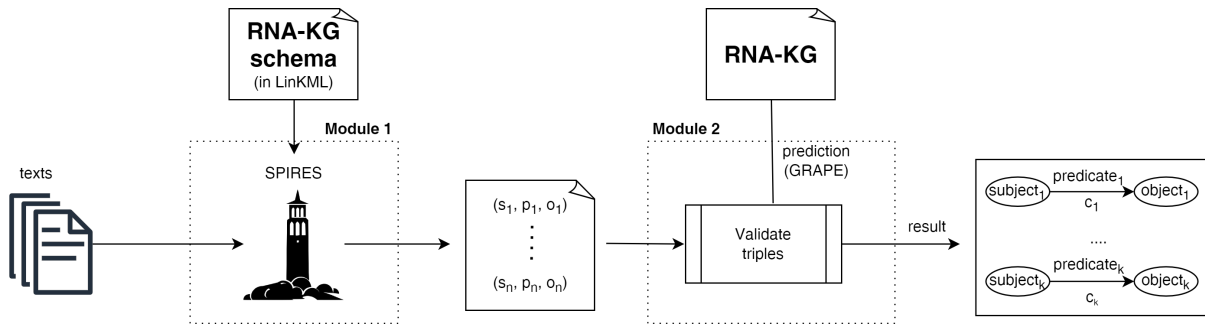 RNA-KG
schema
(in LinKML)
RNA-KG
Module 1
Module 2
texts
SPIRES
prediction
(GRAPE)
(s₁, p₁, o₁)
(sₙ, pₙ, oₙ)
Validate
triples
result
subject₁
predicate₁
object₁
c₁
....
subjectₖ
predicateₖ
objectₖ
cₖ